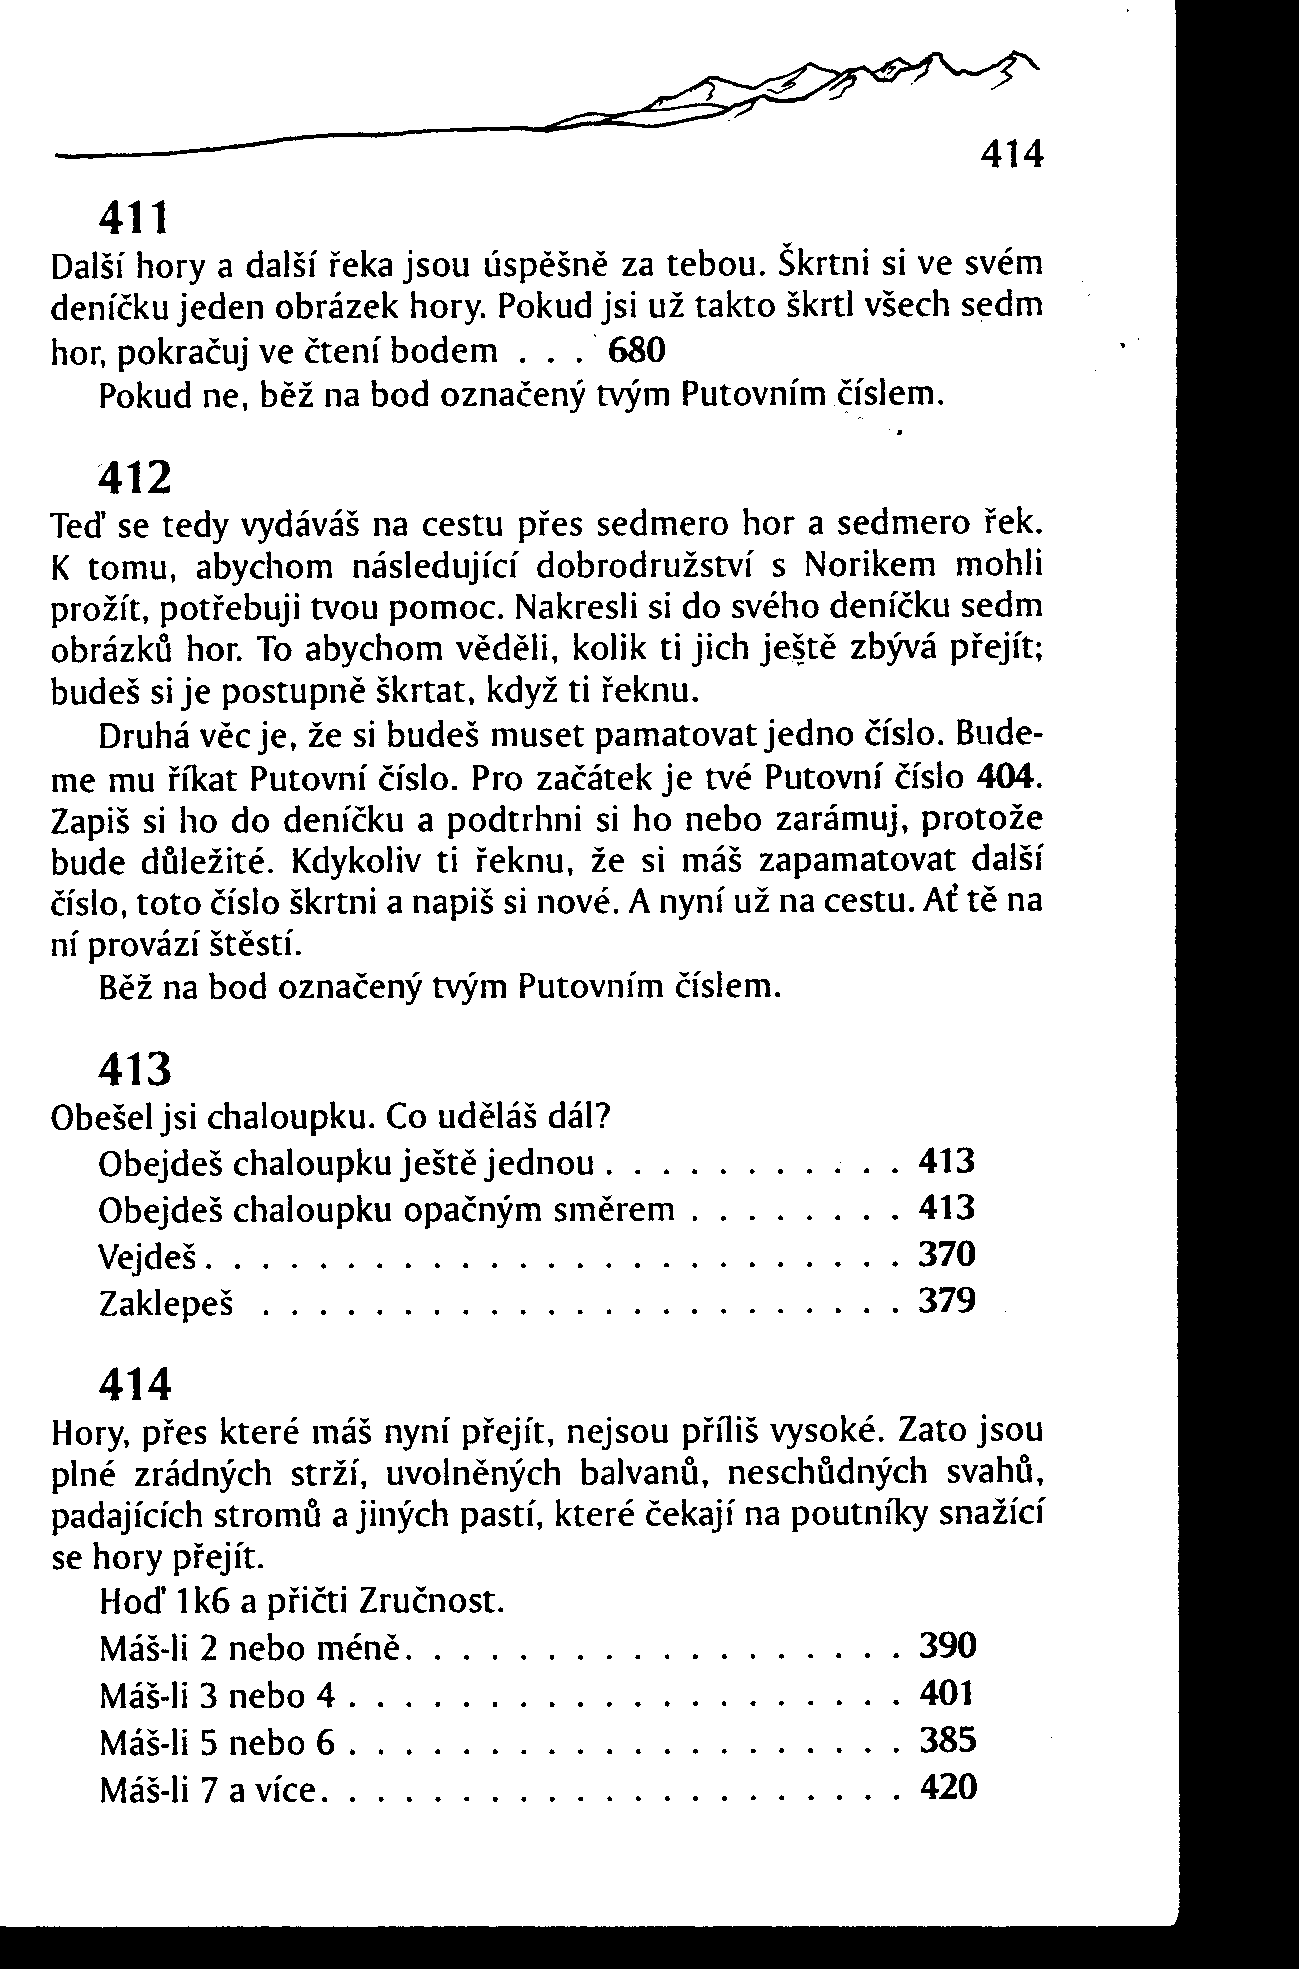 414
411
Další hory a další řeka jsou úspěšně za tebou. Škrtni si ve svém
deníčku jeden obrázek hory. Pokud jsi už takto škrtl všech sedm
hor, pokračuj ve čtení bodem . . . 680
Pokud ne, běž na bod označený tvým Putovním číslem.
412
Teď se tedy vydáváš na cestu přes sedmero hor a sedmero řek.
K tomu, abychom následující dobrodružství s Norikem mohli
prožít, potřebuji tvou pomoc. Nakresli si do svého deníčku sedm
obrázků hor. To abychom věděli, kolik ti jich ještě zbývá přejít;
budeš si je postupně škrtat, když ti řeknu.
Druhá věc je, že si budeš muset pamatovat jedno číslo. Bude-
me mu říkat Putovní číslo. Pro začátek je tvé Putovní číslo 404.
Zapiš si ho do deníčku a podtrhni si ho nebo zarámuj, protože
bude důležité. Kdykoliv ti řeknu, že si máš zapamatovat další
číslo, toto číslo škrtni a napiš si nové. A nyní už na cestu. Ať tě na
ní provází štěstí.
Běž na bod označený tvým Putovním číslem.
413
Obešel jsi chaloupku. Co uděláš dál?
Obejdeš chaloupku ještě jednou . . . . . . . . . . . 413
Obejdeš chaloupku opačným směrem . . . . . . . . 413
Vejdeš . . . . . . . . . . . . . . . . . . . . . . . . . 370
Zaklepeš . . . . . . . . . . . . . . . . . . . . . . . 379
414
Hory, přes které máš nyní přejít, nejsou příliš vysoké. Zato jsou
plné zrádných strží, uvolněných balvanů, neschůdných svahů,
padajících stromů a jiných pastí, které čekají na poutníky snažící
se hory přejít.
Hoď 1k6 a přičti Zručnost.
Máš-li 2 nebo méně. . . . . . . . . . . . . . . . . . 390
Máš-li 3 nebo 4 . . . . . . . . . . . . . . . . . . . . 401
Máš-li 5 nebo 6 . . . . . . . . . . . . . . . . . . . . 385
Máš-li 7 a více. . . . . . . . . . . . . . . . . . . . . 420